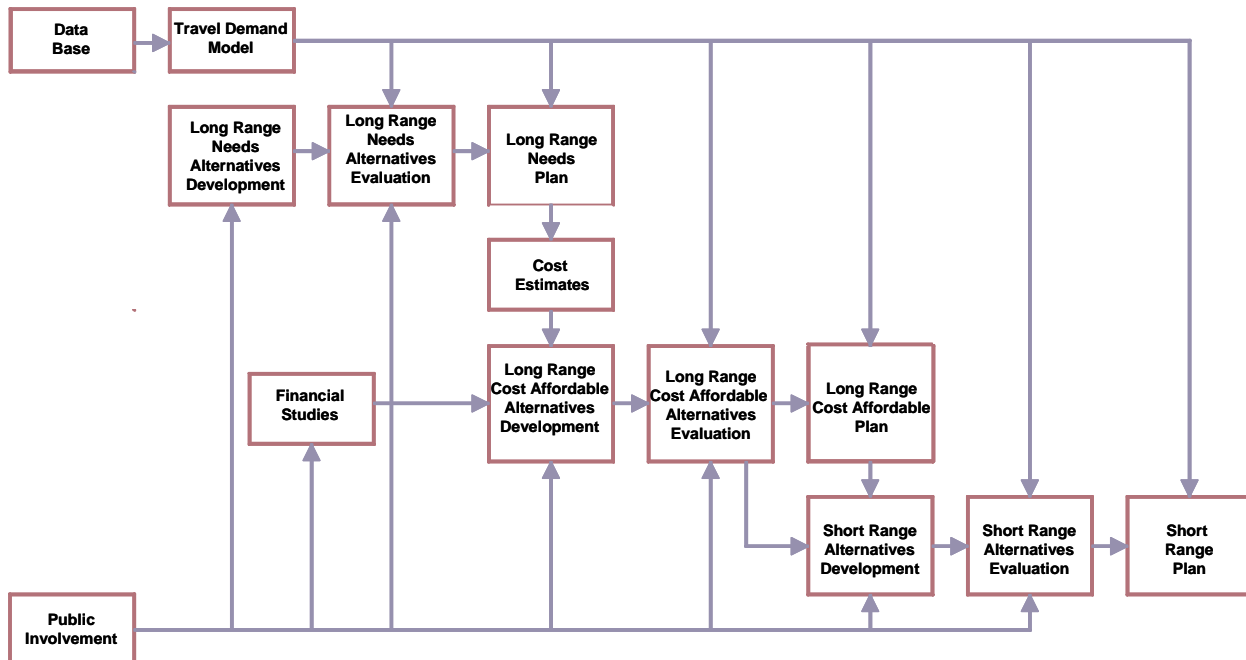 Data
Base
Travel Demand
Model
Long Range
Needs
Alternatives
Development
Long Range
Needs
Alternatives
Evaluation
Long Range
Needs
Plan
Cost
Estimates
Financial
Studies
Long Range
Cost Affordable
Alternatives
Development
Long Range
Cost Affordable
Alternatives
Evaluation
Long Range
Cost Affordable
Plan
Short Range
Alternatives
Development
Short Range
Alternatives
Evaluation
Short
Range
Plan
Public
Involvement